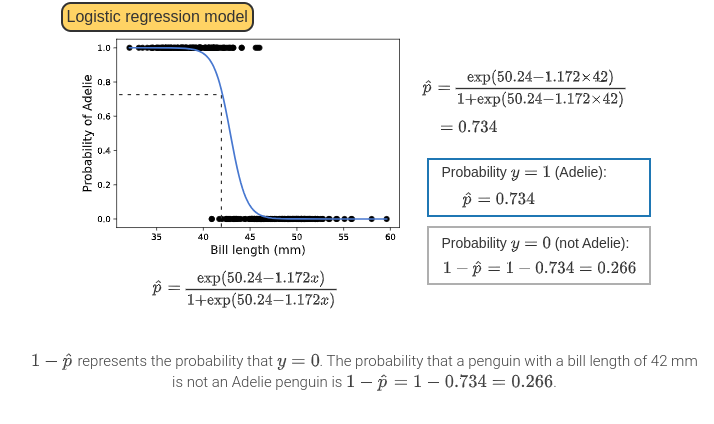 Logistic regression model
1.0
0.8
0.6
0.4
0.2
0.0
Probability of Adelie
35 40 45 50 55 60
Bill length (mm)
p̂ = exp(50.24−1.172x) / 1+exp(50.24−1.172x)
p̂ = exp(50.24−1.172×42) / 1+exp(50.24−1.172×42)
= 0.734
Probability y = 1 (Adelie):
p̂ = 0.734
Probability y = 0 (not Adelie):
1 − p̂ = 1 − 0.734 = 0.266
1 − p̂ represents the probability that y = 0. The probability that a penguin with a bill length of 42 mm
is not an Adelie penguin is 1 − p̂ = 1 − 0.734 = 0.266.